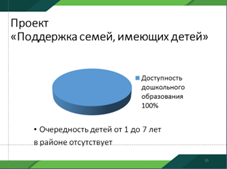 Проект
«Поддержка семей, имеющих детей»
Доступность
дошкольного
образования
100%
• Очередность детей от 1 до 7 лет
в районе отсутствует